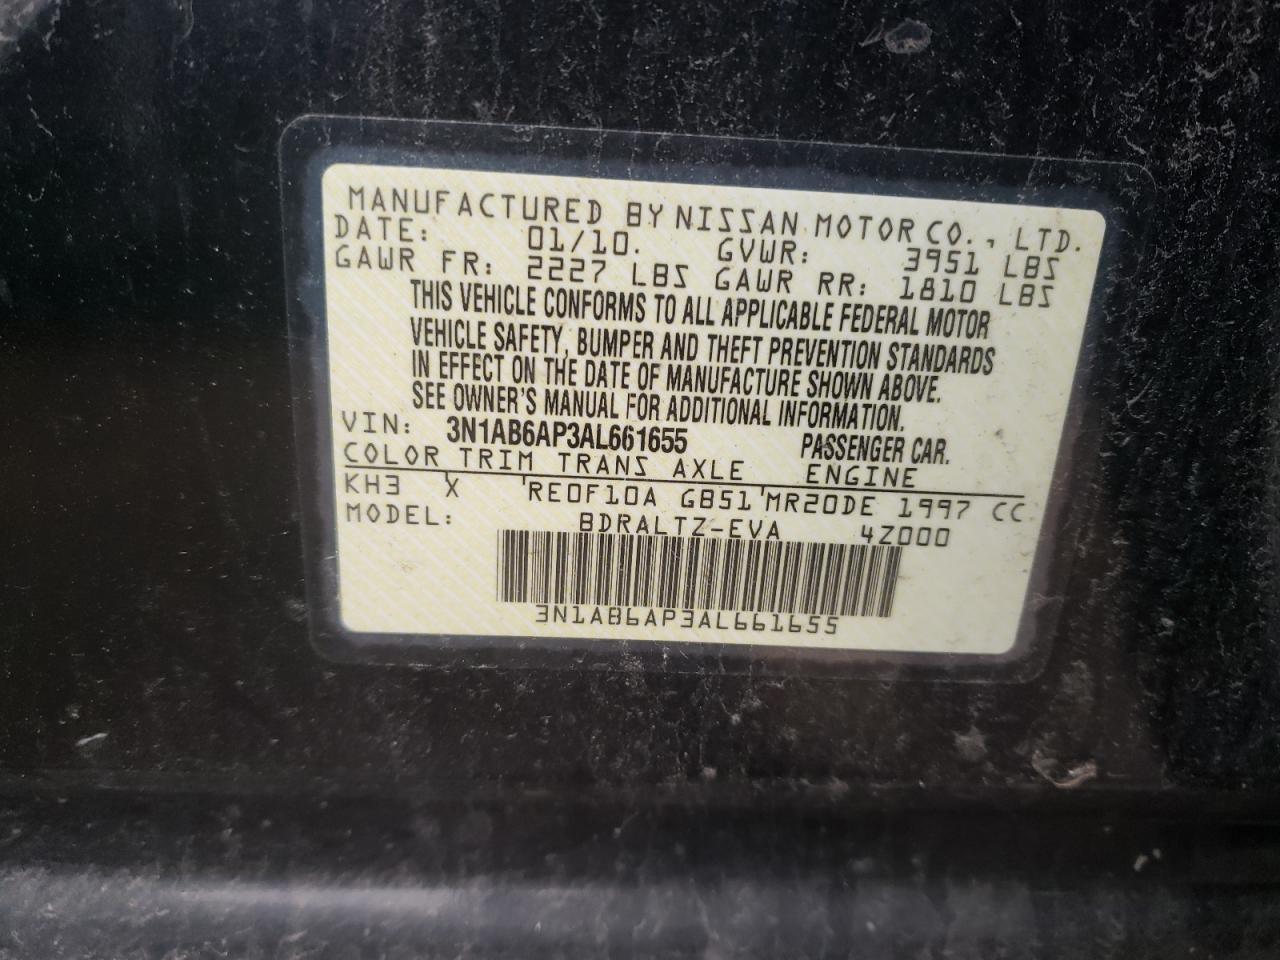 MANUFACTURED BY NISSAN MOTOR CO., LTD.
DATE: 01/10. GVWR: 3951 LBS
GAWR FR: 2227 LBS GAWR RR: 1810 LBS
THIS VEHICLE CONFORMS TO ALL APPLICABLE FEDERAL MOTOR
VEHICLE SAFETY, BUMPER AND THEFT PREVENTION STANDARDS
IN EFFECT ON THE DATE OF MANUFACTURE SHOWN ABOVE.
SEE OWNER'S MANUAL FOR ADDITIONAL INFORMATION.
VIN: 3N1AB6AP3AL661655 PASSENGER CAR.
COLOR TRIM TRANS AXLE ENGINE
KH3 X RE0F10A GB51 MR20DE 1997 CC
MODEL: BDRALTZ-EVA 4Z000
3N1AB6AP3AL661655